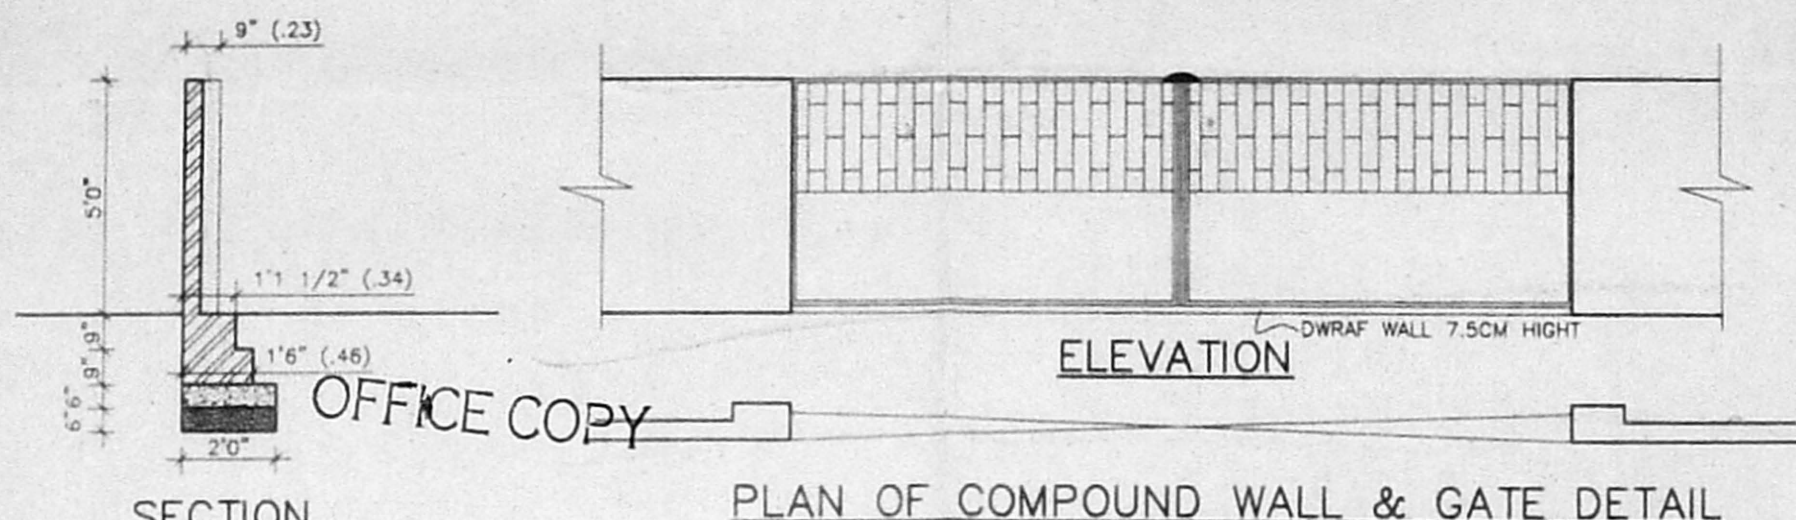 9" (.23)
5'0"
1'1 1/2" (.34)
9"
9"
1'6" (.46)
6"
6"
2'0"
SECTION
OFFICE COPY
DWRAF WALL 7.5CM HIGHT
ELEVATION
PLAN OF COMPOUND WALL & GATE DETAIL